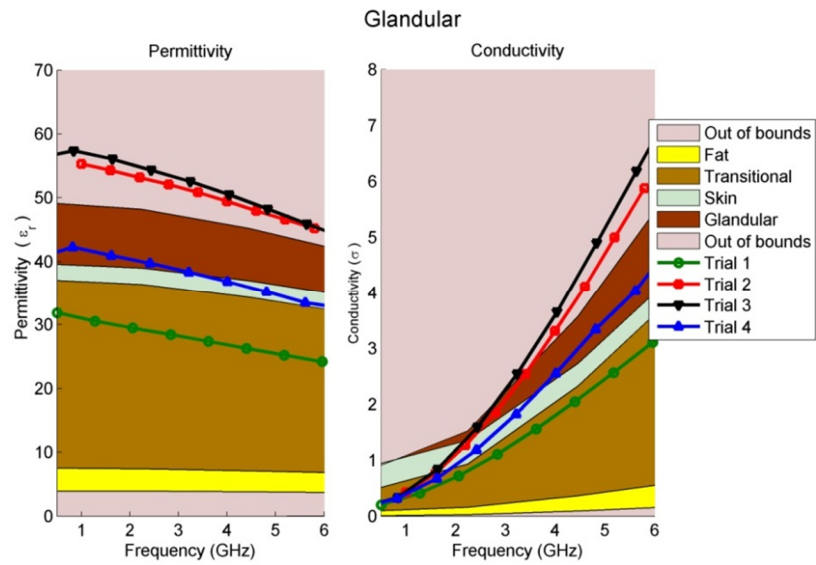 Glandular
Permittivity
Conductivity
70
60
50
40
30
20
10
0
Permittivity (εr)
1 2 3 4 5 6
Frequency (GHz)
8
7
6
5
4
3
2
1
0
Conductivity (σ)
1 2 3 4 5 6
Frequency (GHz)
Out of bounds
Fat
Transitional
Skin
Glandular
Out of bounds
Trial 1
Trial 2
Trial 3
Trial 4